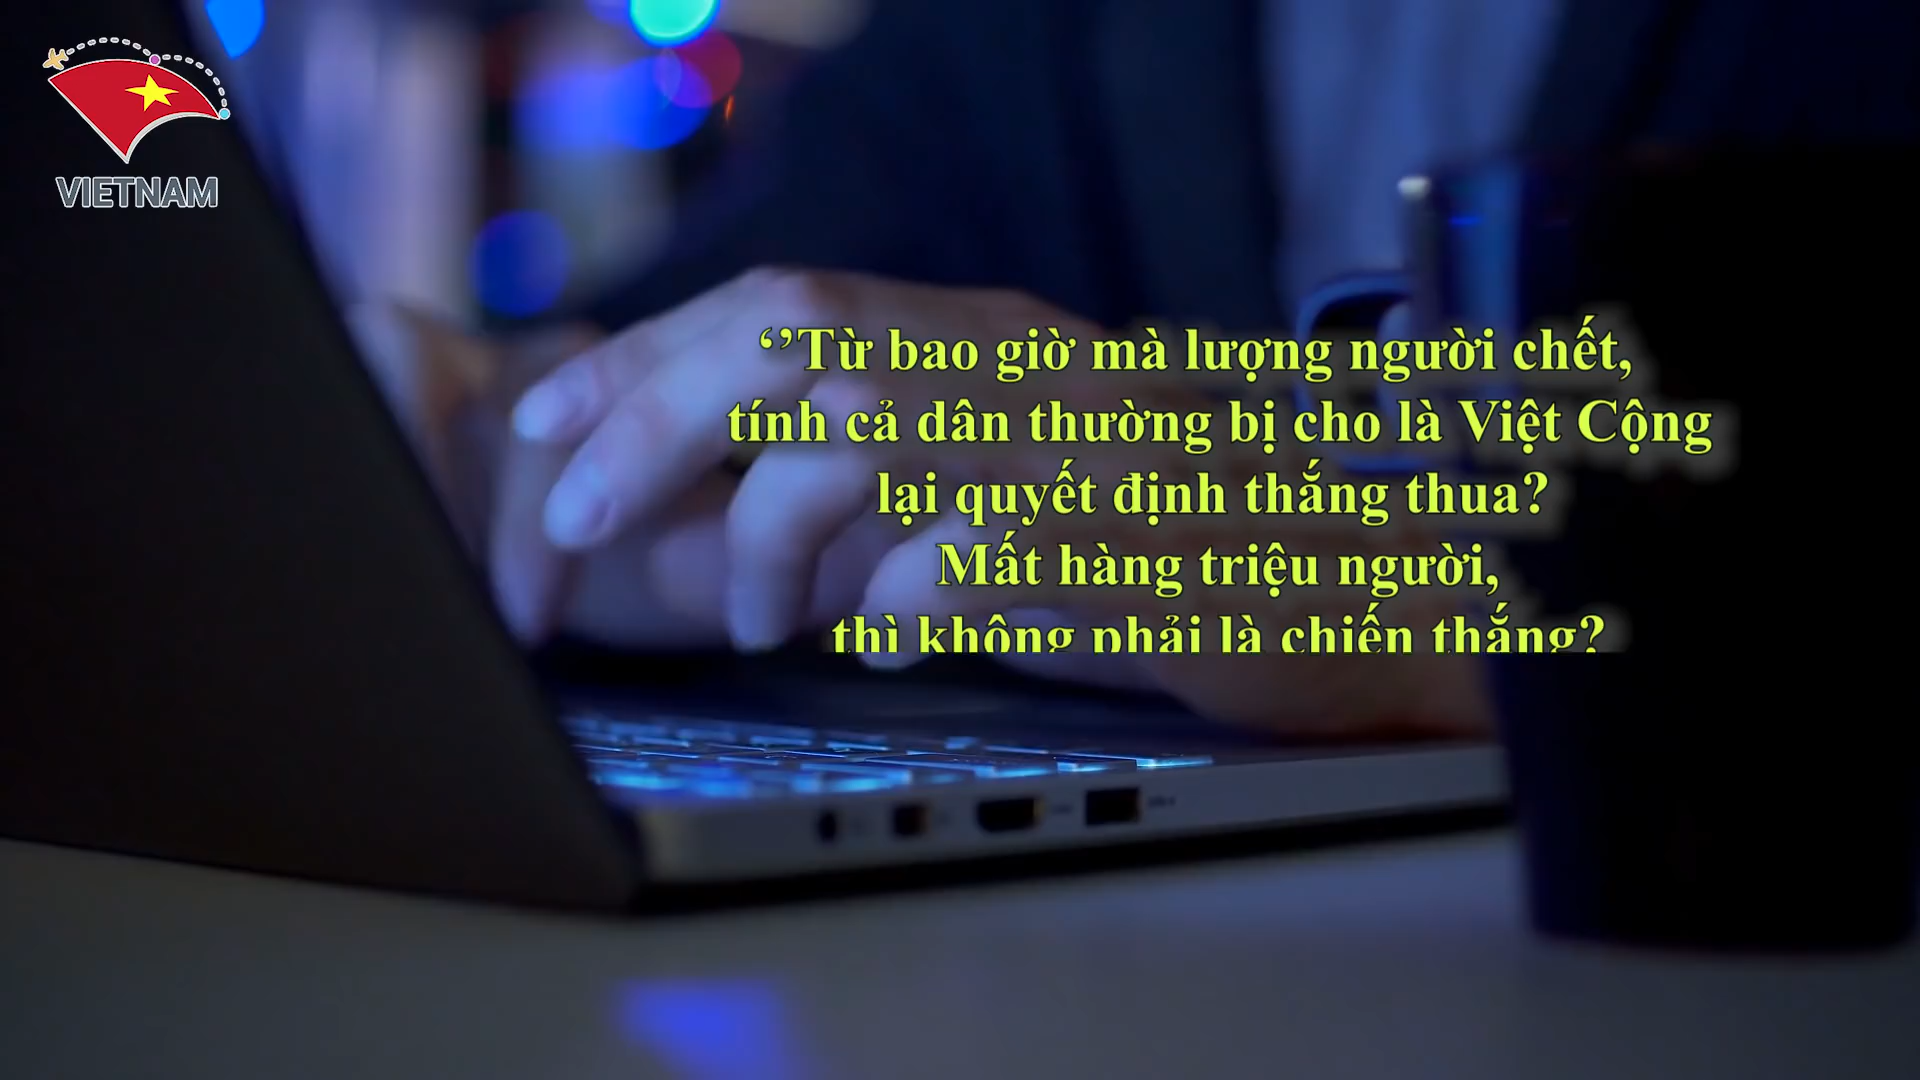 VIETNAM
‘’Từ bao giờ mà lượng người chết,
tính cả dân thường bị cho là Việt Cộng
lại quyết định thắng thua?
Mất hàng triệu người,
thì không phải là chiến thắng?